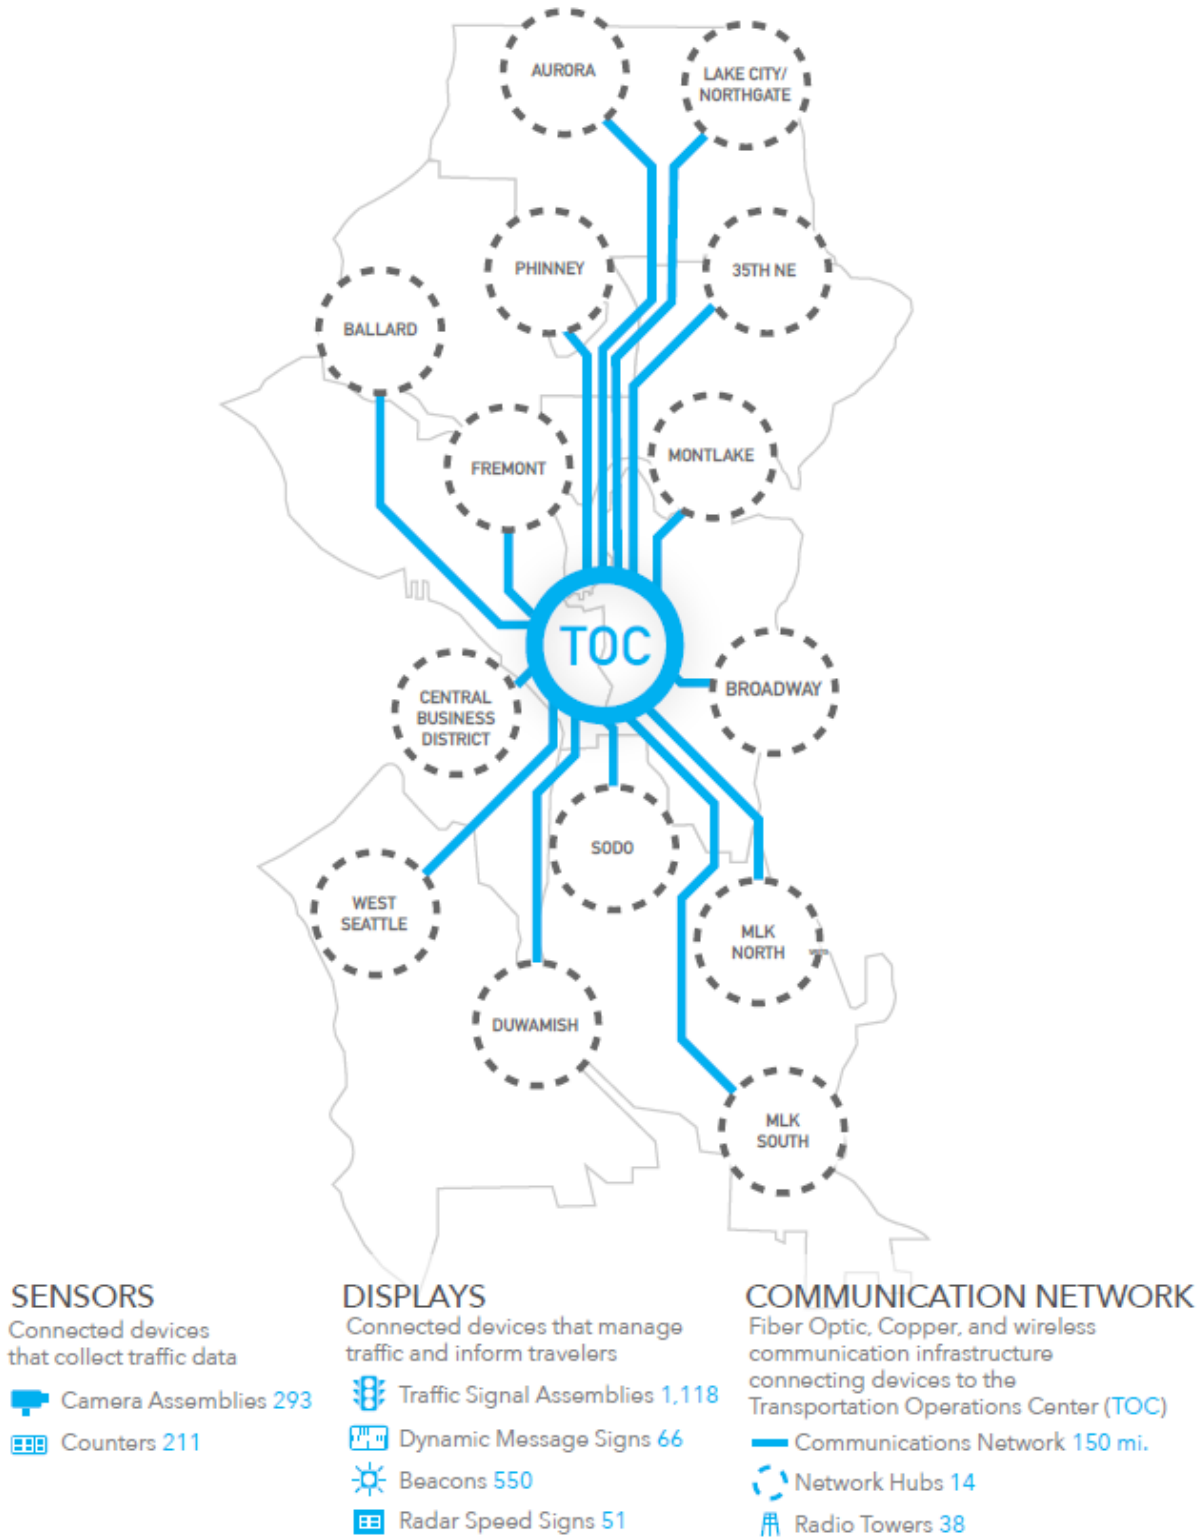 AURORA
LAKE CITY/
NORTHGATE
PHINNEY
35TH NE
BALLARD
FREMONT
MONTLAKE
TOC
CENTRAL
BUSINESS
DISTRICT
BROADWAY
SODO
WEST
SEATTLE
MLK
NORTH
DUWAMISH
MLK
SOUTH
SENSORS
Connected devices
that collect traffic data
Camera Assemblies 293
Counters 211
DISPLAYS
Connected devices that manage
traffic and inform travelers
Traffic Signal Assemblies 1,118
Dynamic Message Signs 66
Beacons 550
Radar Speed Signs 51
COMMUNICATION NETWORK
Fiber Optic, Copper, and wireless
communication infrastructure
connecting devices to the
Transportation Operations Center (TOC)
Communications Network 150 mi.
Network Hubs 14
Radio Towers 38